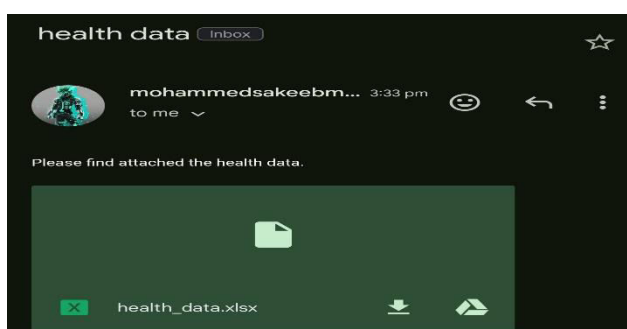 health data Inbox
mohammedsakeebm... 3:33 pm
to me
Please find attached the health data.
X health_data.xlsx